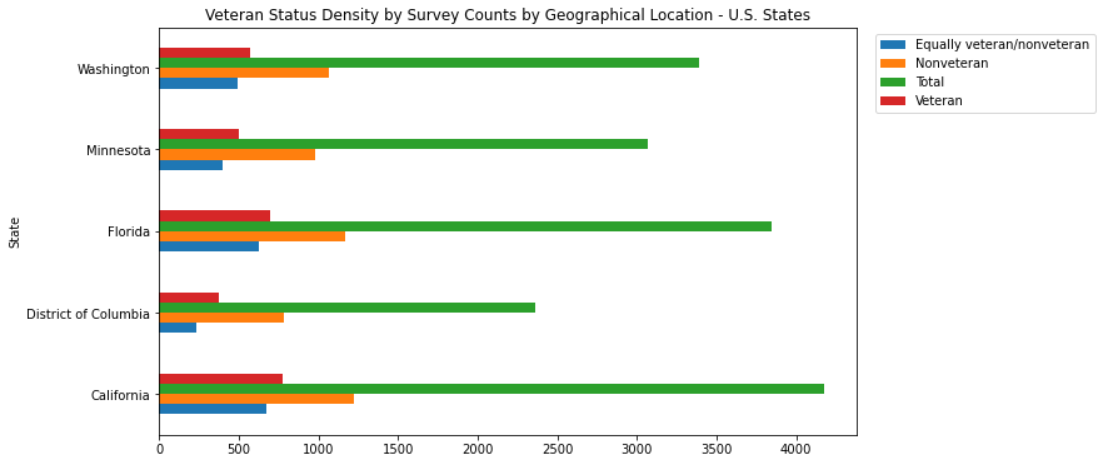 Veteran Status Density by Survey Counts by Geographical Location - U.S. States
Equally veteran/nonveteran
Nonveteran
Total
Veteran
Washington
Minnesota
Florida
District of Columbia
California
State
0 500 1000 1500 2000 2500 3000 3500 4000